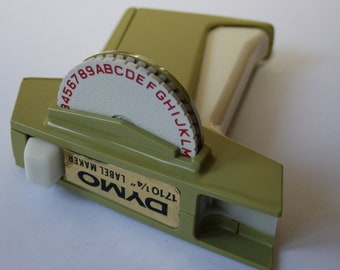 3456789ABCDEFGHIJKLM
DYMO
1710 1/4" LABEL MAKER